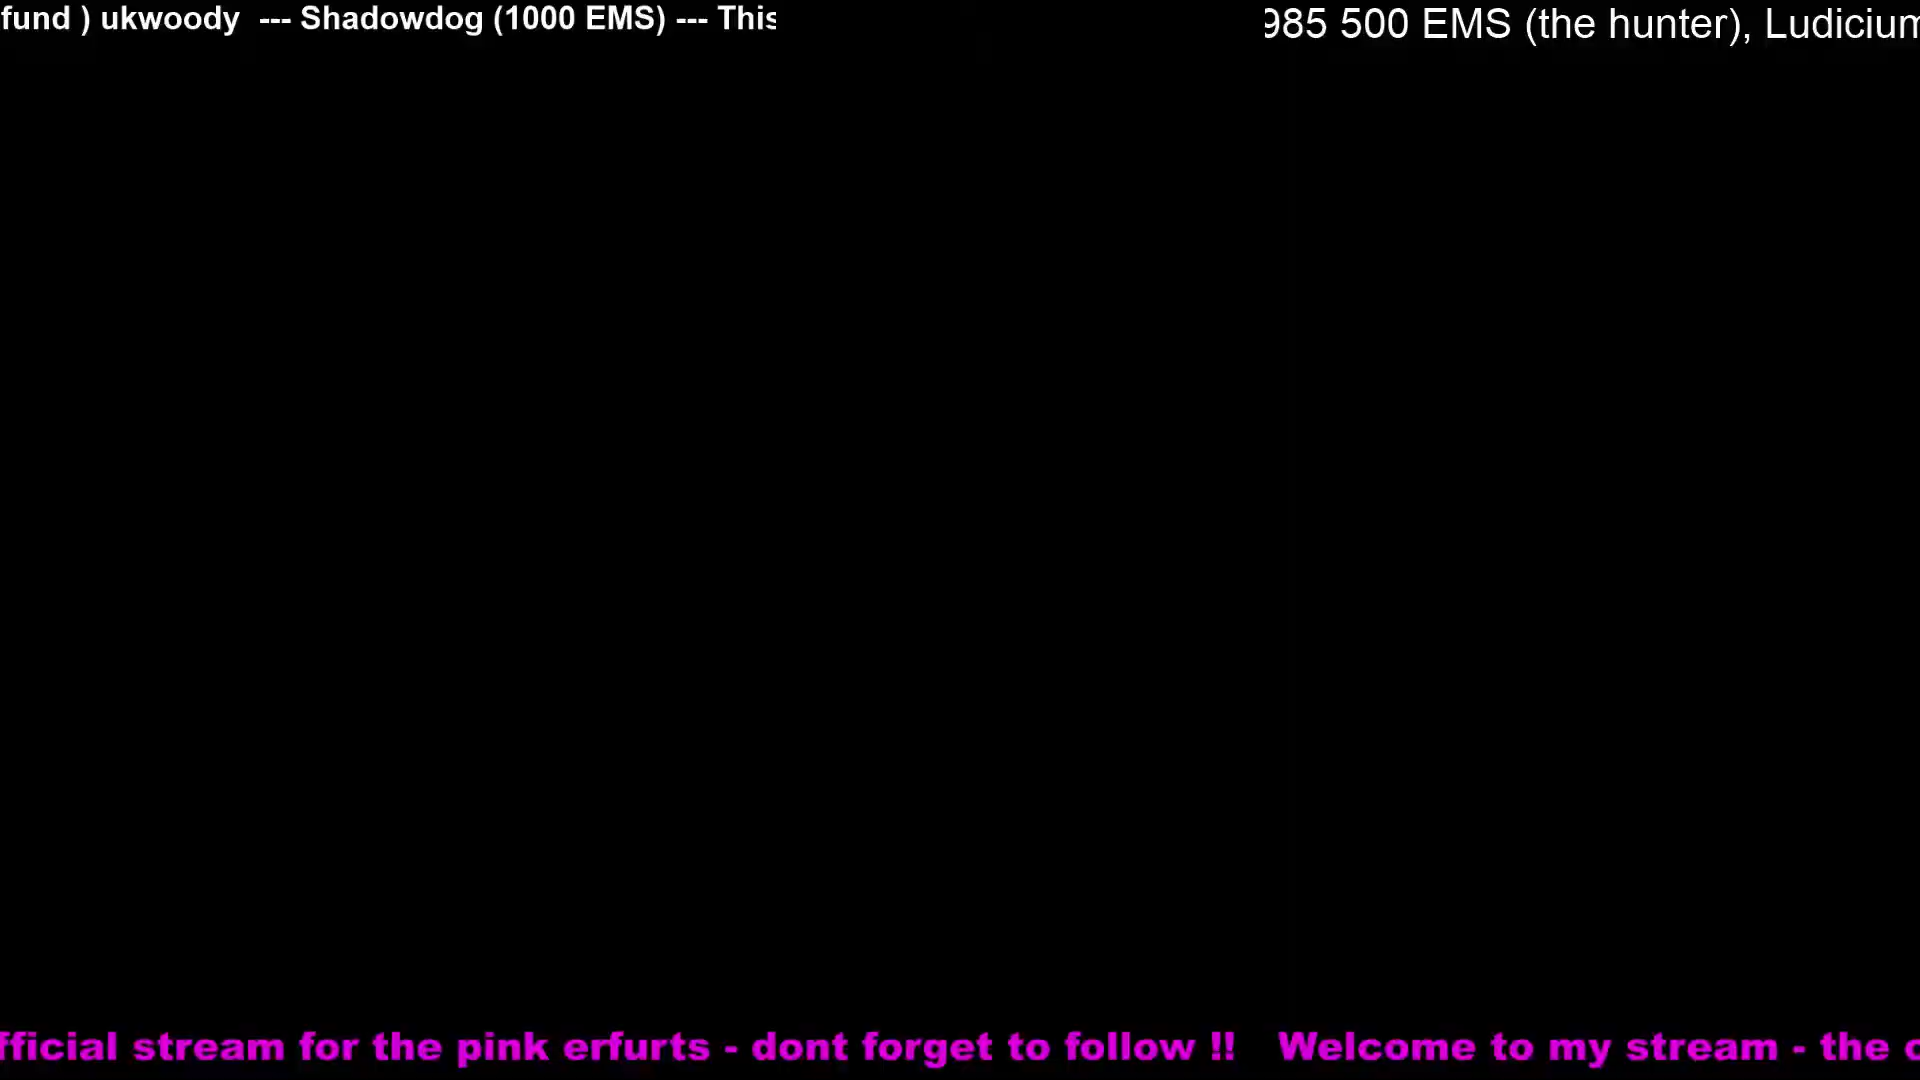 fund ) ukwoody --- Shadowdog (1000 EMS) --- This
985 500 EMS (the hunter), Ludicium
fficial stream for the pink erfurts - dont forget to follow !! Welcome to my stream - the